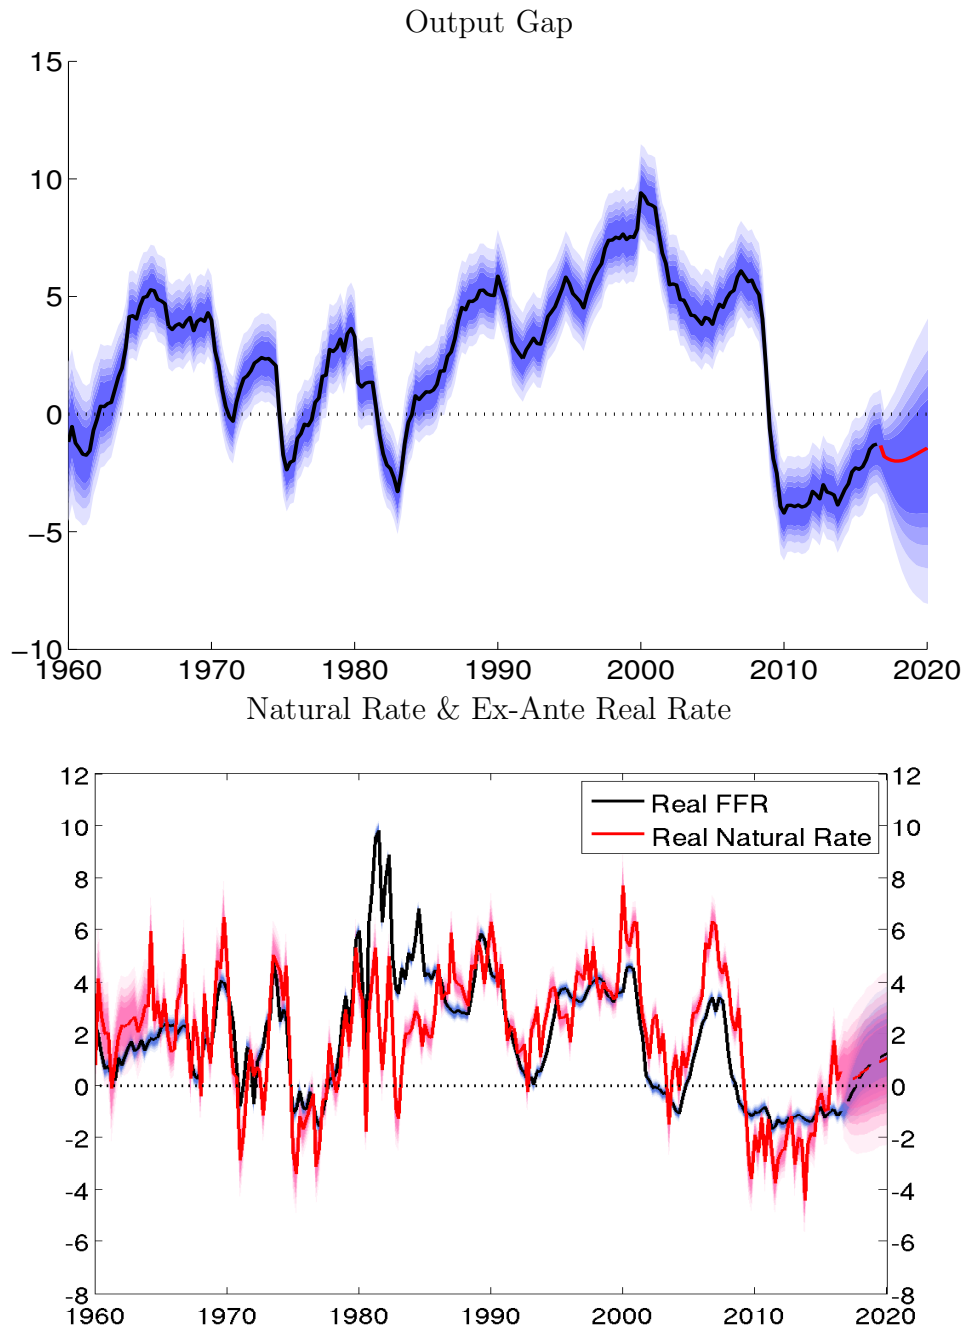 Output Gap
15
10
5
0
−5
−10
1960 1970 1980 1990 2000 2010 2020
Natural Rate & Ex-Ante Real Rate
12 12
Real FFR
10 10
Real Natural Rate
8 8
6 6
4 4
2 2
0 0
-2 -2
-4 -4
-6 -6
-8 -8
1960 1970 1980 1990 2000 2010 2020